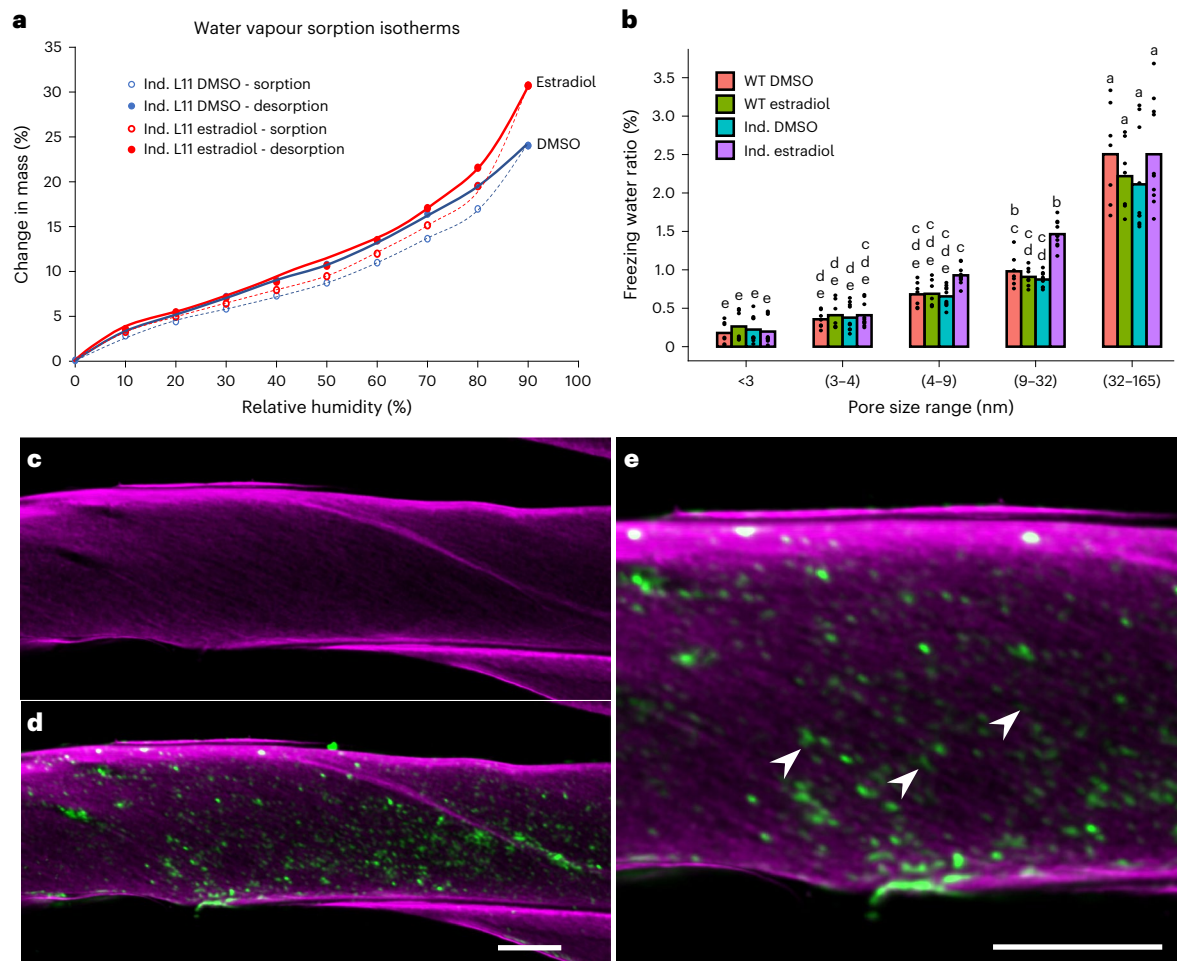 a
Water vapour sorption isotherms
35
30
25
20
15
10
5
0
Change in mass (%)
Ind. L11 DMSO - sorption
Ind. L11 DMSO - desorption
Ind. L11 estradiol - sorption
Ind. L11 estradiol - desorption
Estradiol
DMSO
0 10 20 30 40 50 60 70 80 90 100
Relative humidity (%)
b
3.5
3.0
2.5
2.0
1.5
1.0
0.5
0
Freezing water ratio (%)
WT DMSO
WT estradiol
Ind. DMSO
Ind. estradiol
e e e e
d d d c
e e e d
e
c c c c
d d d
e e e
b c c b
c d d
a a a a
<3 (3–4) (4–9) (9–32) (32–165)
Pore size range (nm)
c
d
e